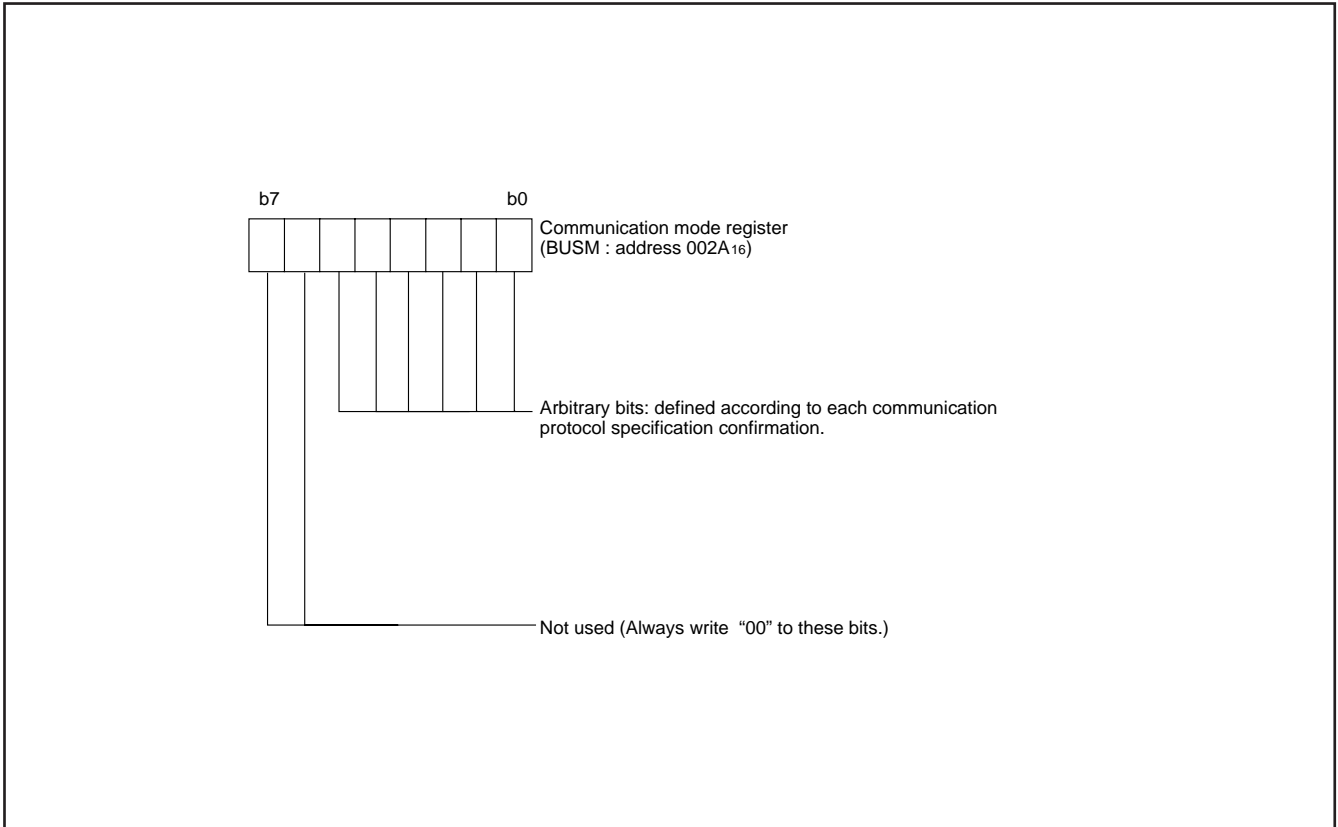 b7 b0
Communication mode register
(BUSM : address 002A16)
Arbitrary bits: defined according to each communication
protocol specification confirmation.
Not used (Always write “00” to these bits.)